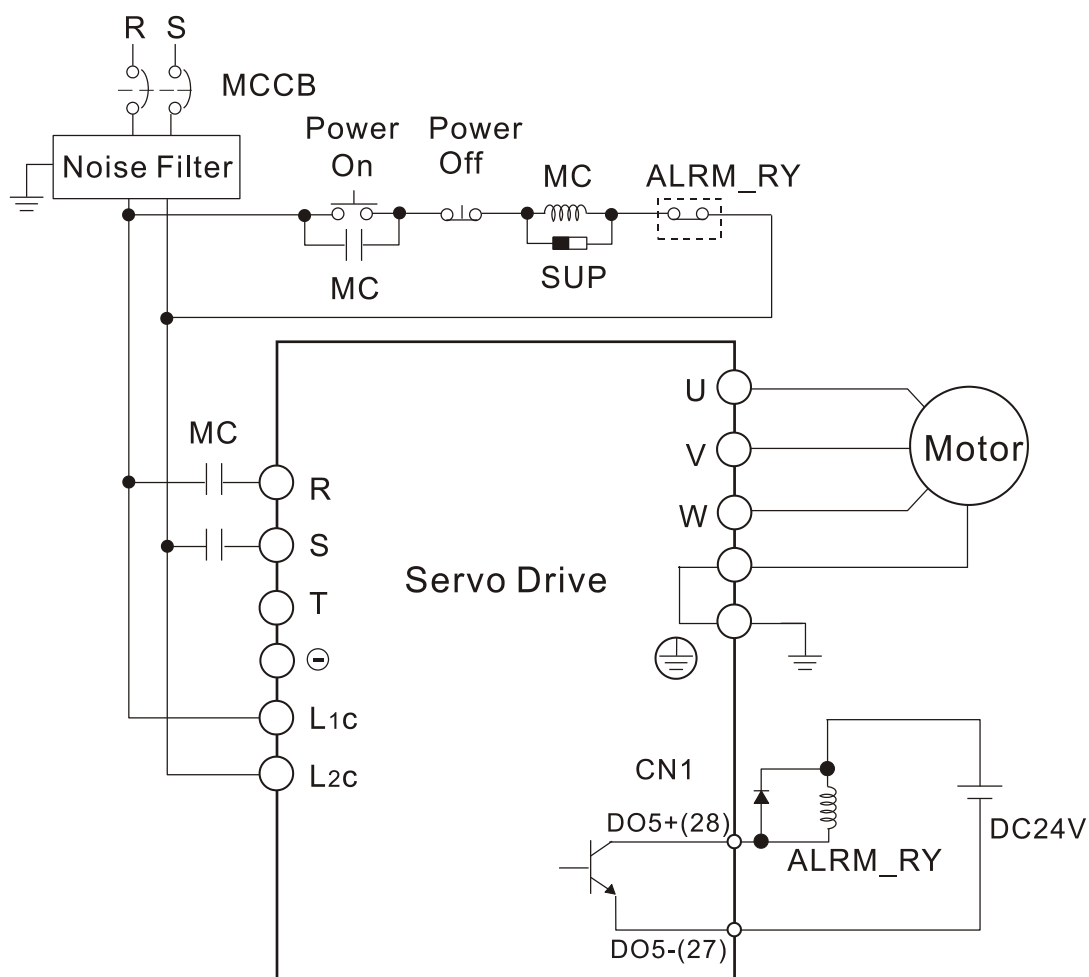 R S
MCCB
Noise Filter
Power On
Power Off
MC
ALRM_RY
MC
SUP
MC
R
S
T
L1c
L2c
Servo Drive
U
V
W
Motor
CN1
DO5+(28)
DO5-(27)
ALRM_RY
DC24V